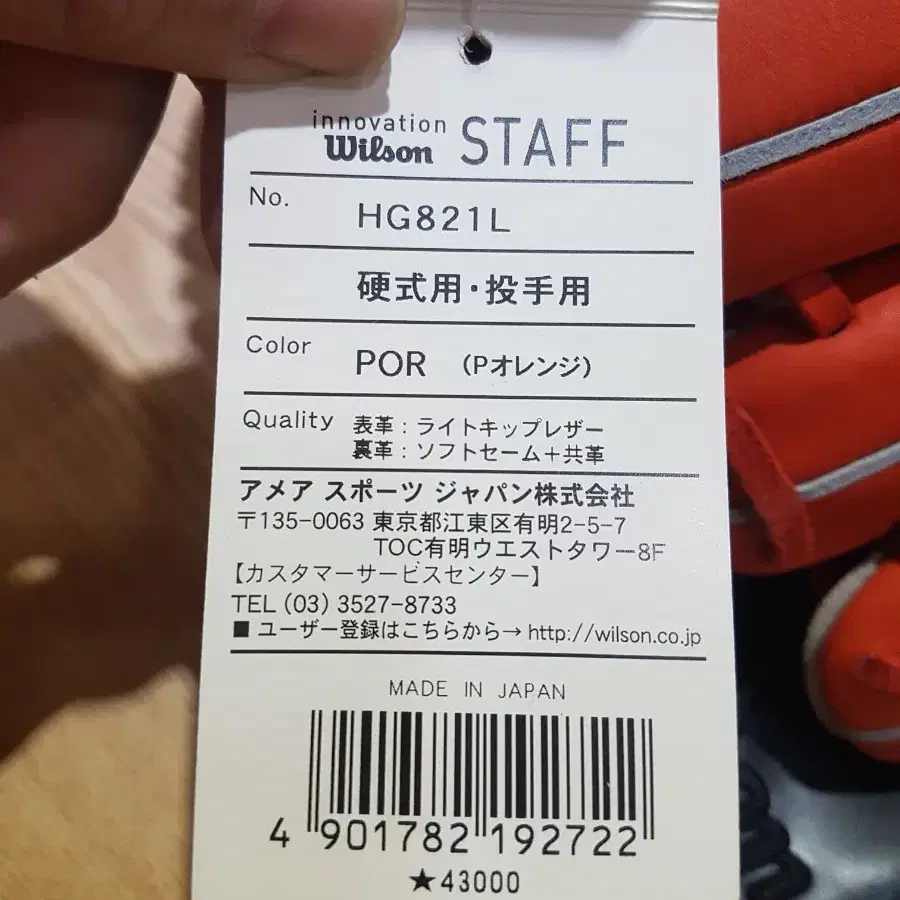 innovation
Wilson STAFF
No. HG821L
硬式用・投手用
Color POR (Pオレンジ)
Quality 表革：ライトキップレザー
裏革：ソフトセーム＋共革
アメア スポーツ ジャパン株式会社
〒135-0063 東京都江東区有明2-5-7
TOC有明ウエストタワー8F
【カスタマーサービスセンター】
TEL (03) 3527-8733
■ ユーザー登録はこちらから→ http://wilson.co.jp
MADE IN JAPAN
4 901782 192722
★43000